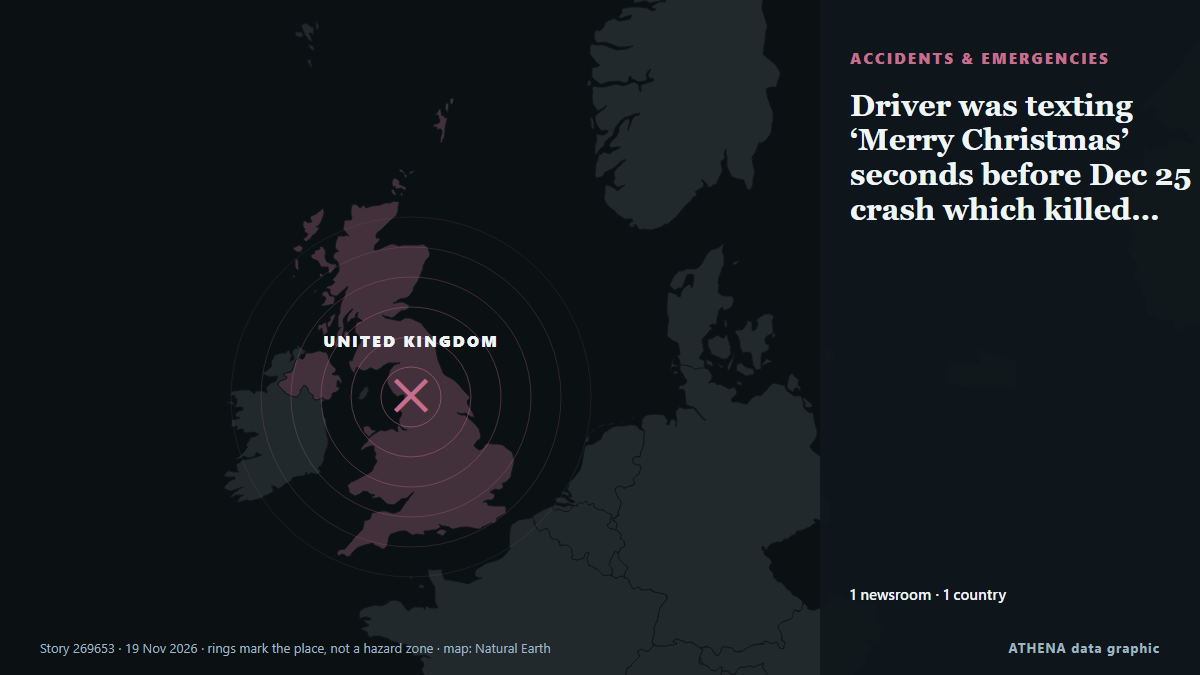 ACCIDENTS & EMERGENCIES
Driver was texting
‘Merry Christmas’
seconds before Dec 25
crash which killed...
UNITED KINGDOM
1 newsroom · 1 country
Story 269653 · 19 Nov 2026 · rings mark the place, not a hazard zone · map: Natural Earth
ATHENA data graphic